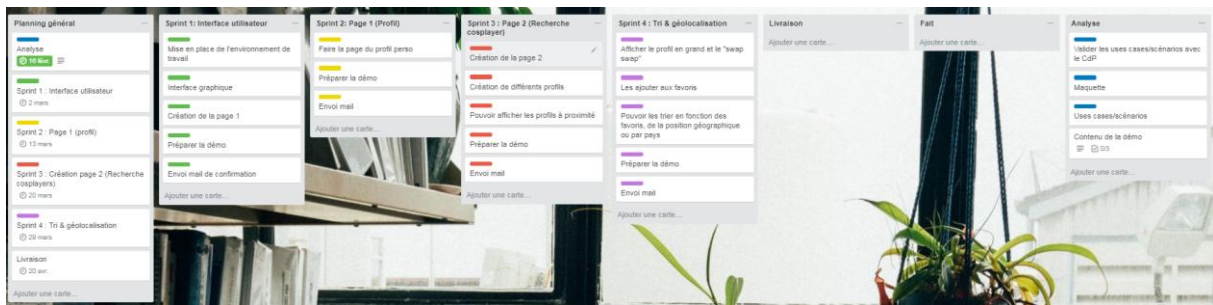 Planning général
Analyse
16 févr.
Sprint 1 : Interface utilisateur
2 mars
Sprint 2 : Page 1 (profil)
13 mars
Sprint 3 : Création page 2 (Recherche
cosplayers)
20 mars
Sprint 4 : Tri & géolocalisation
29 mars
Livraison
20 avr.
Ajouter une carte...
Sprint 1: Interface utilisateur
Mise en place de l'environnement de
travail
Interface graphique
Création de la page 1
Préparer la démo
Envoi mail de confirmation
Ajouter une carte...
Sprint 2: Page 1 (Profil)
Faire la page du profil perso
Préparer la démo
Envoi mail
Ajouter une carte...
Sprint 3 : Page 2 (Recherche
cosplayer)
Création de la page 2
Création de différents profils
Pouvoir afficher les profils à proximité
Préparer la démo
Envoi mail
Ajouter une carte...
Sprint 4 : Tri & géolocalisation
Afficher le profil en grand et le "swap
swap"
Les ajouter aux favoris
Pouvoir les trier en fonction des
favoris, de la position géographique
ou par pays
Préparer la démo
Envoi mail
Ajouter une carte...
Livraison
Ajouter une carte...
Fait
Ajouter une carte...
Analyse
Valider les uses cases/scénarios avec
le CdP
Maquette
Uses cases/scénarios
Contenu de la démo
0/3
Ajouter une carte...